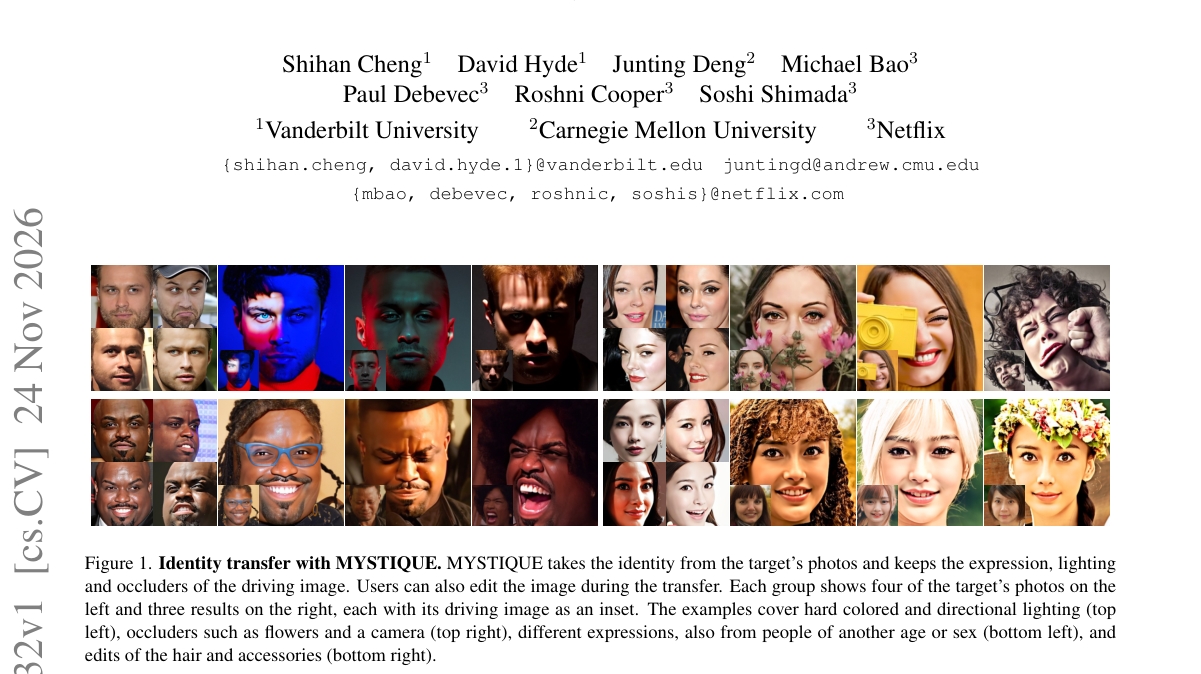 Shihan Cheng1 David Hyde1 Junting Deng2 Michael Bao3
Paul Debevec3 Roshni Cooper3 Soshi Shimada3
1Vanderbilt University 2Carnegie Mellon University 3Netflix
{shihan.cheng, david.hyde.1}@vanderbilt.edu juntingd@andrew.cmu.edu
{mbao, debevec, roshnic, soshis}@netflix.com
32v1 [cs.CV] 24 Nov 2026
Figure 1. Identity transfer with MYSTIQUE. MYSTIQUE takes the identity from the target's photos and keeps the expression, lighting
and occluders of the driving image. Users can also edit the image during the transfer. Each group shows four of the target's photos on the
left and three results on the right, each with its driving image as an inset. The examples cover hard colored and directional lighting (top
left), occluders such as flowers and a camera (top right), different expressions, also from people of another age or sex (bottom left), and
edits of the hair and accessories (bottom right).